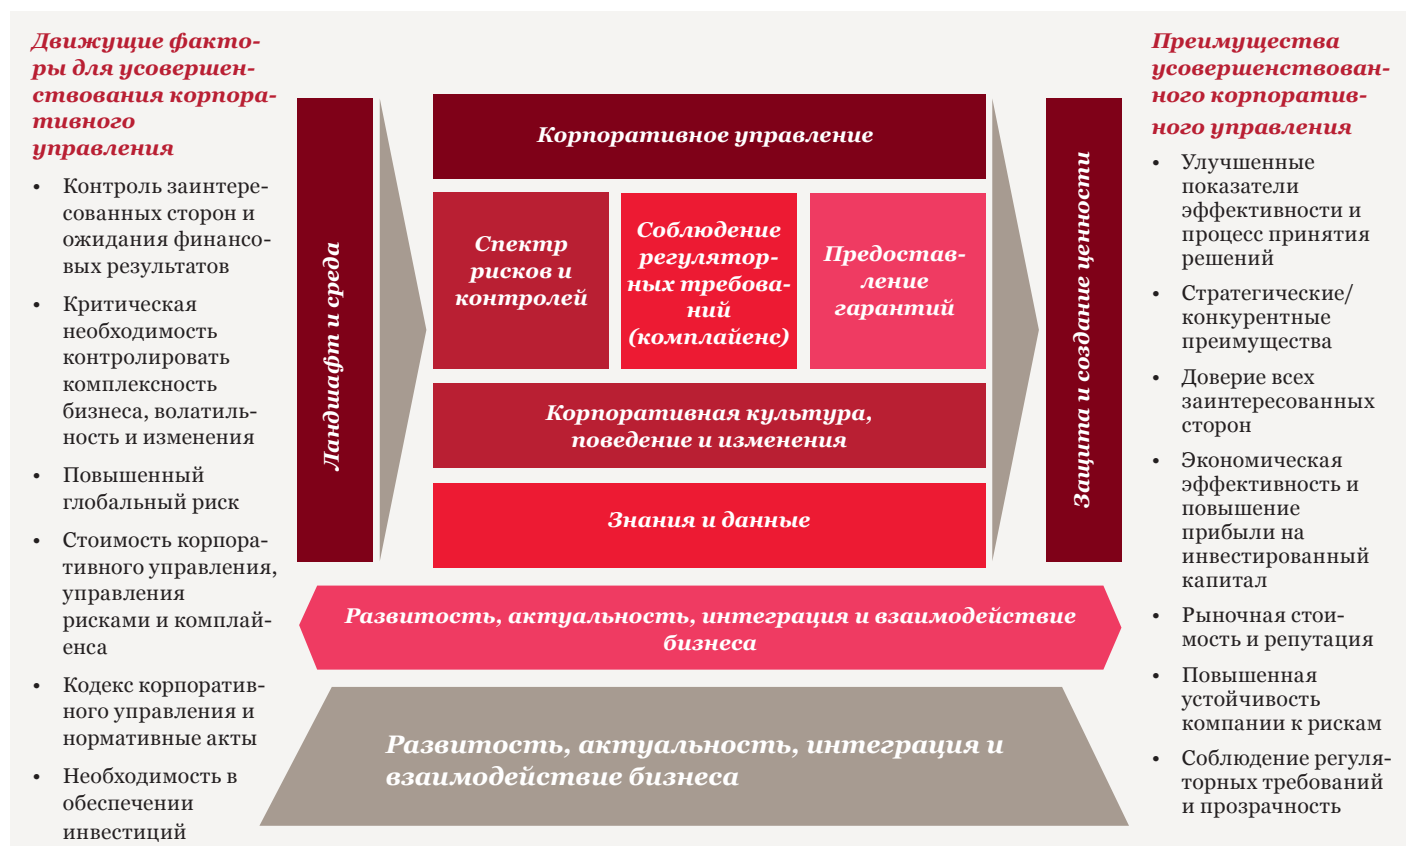 Движущие факто-
ры для усовершен-
ствования корпора-
тивного
управления
• Контроль заинтере-
сованных сторон и
ожидания финансо-
вых результатов
• Критическая
необходимость
контролировать
комплексность
бизнеса, волатиль-
ность и изменения
• Повышенный
глобальный риск
• Стоимость корпора-
тивного управления,
управления
рисками и комплай-
енса
• Кодекс корпоратив-
ного управления и
нормативные акты
• Необходимость в
обеспечении
инвестиций
Ландшафт и среда
Корпоративное управление
Спектр
рисков и
контролей
Соблюдение
регулятор-
ных требова-
ний
(комплайенс)
Предостав-
ление
гарантий
Корпоративная культура,
поведение и изменения
Знания и данные
Защита и создание ценности
Развитость, актуальность, интеграция и взаимодействие
бизнеса
Развитость, актуальность, интеграция и
взаимодействие бизнеса
Преимущества
усовершенствован-
ного корпоратив-
ного управления
• Улучшенные
показатели
эффективности и
процесс принятия
решений
• Стратегические/
конкурентные
преимущества
• Доверие всех
заинтересованных
сторон
• Экономическая
эффективность и
повышение
прибыли на
инвестированный
капитал
• Рыночная стои-
мость и репутация
• Повышенная
устойчивость
компании к рискам
• Соблюдение регуля-
торных требований
и прозрачность